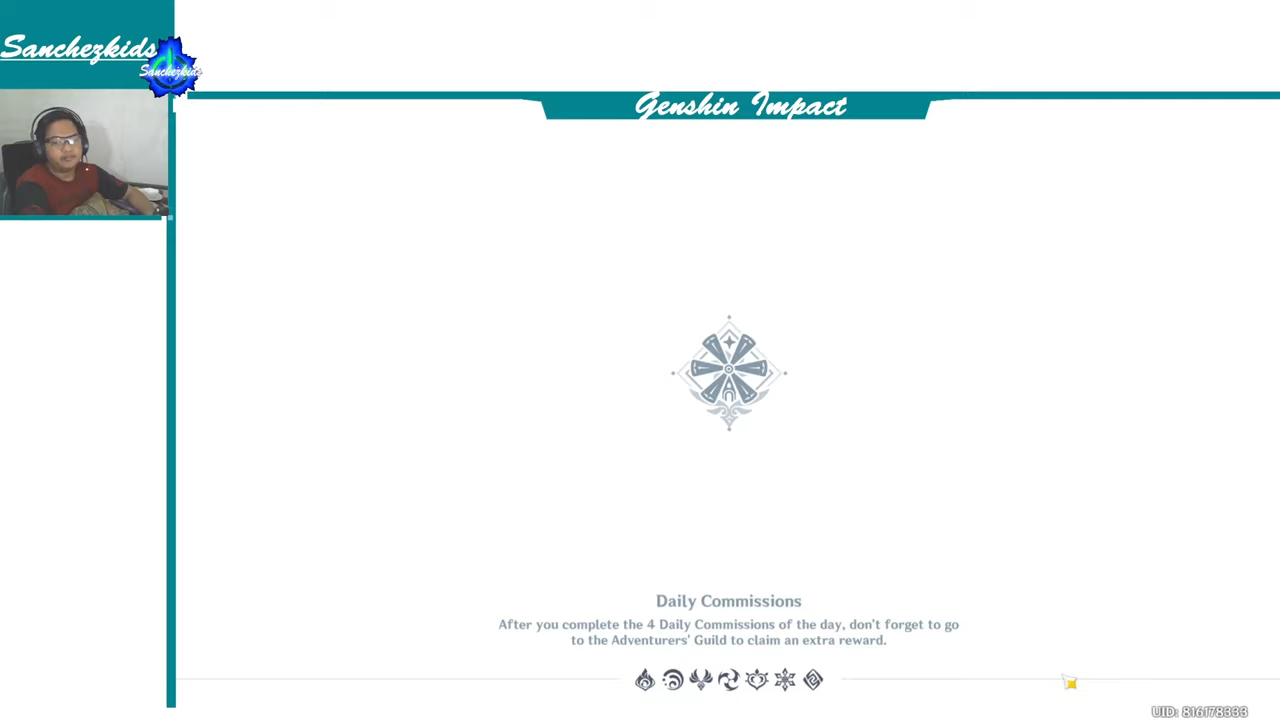 Sanchezkids
Sanchezkids
Genshin Impact
Daily Commissions
After you complete the 4 Daily Commissions of the day, don't forget to go
to the Adventurers' Guild to claim an extra reward.
UID: 816178333